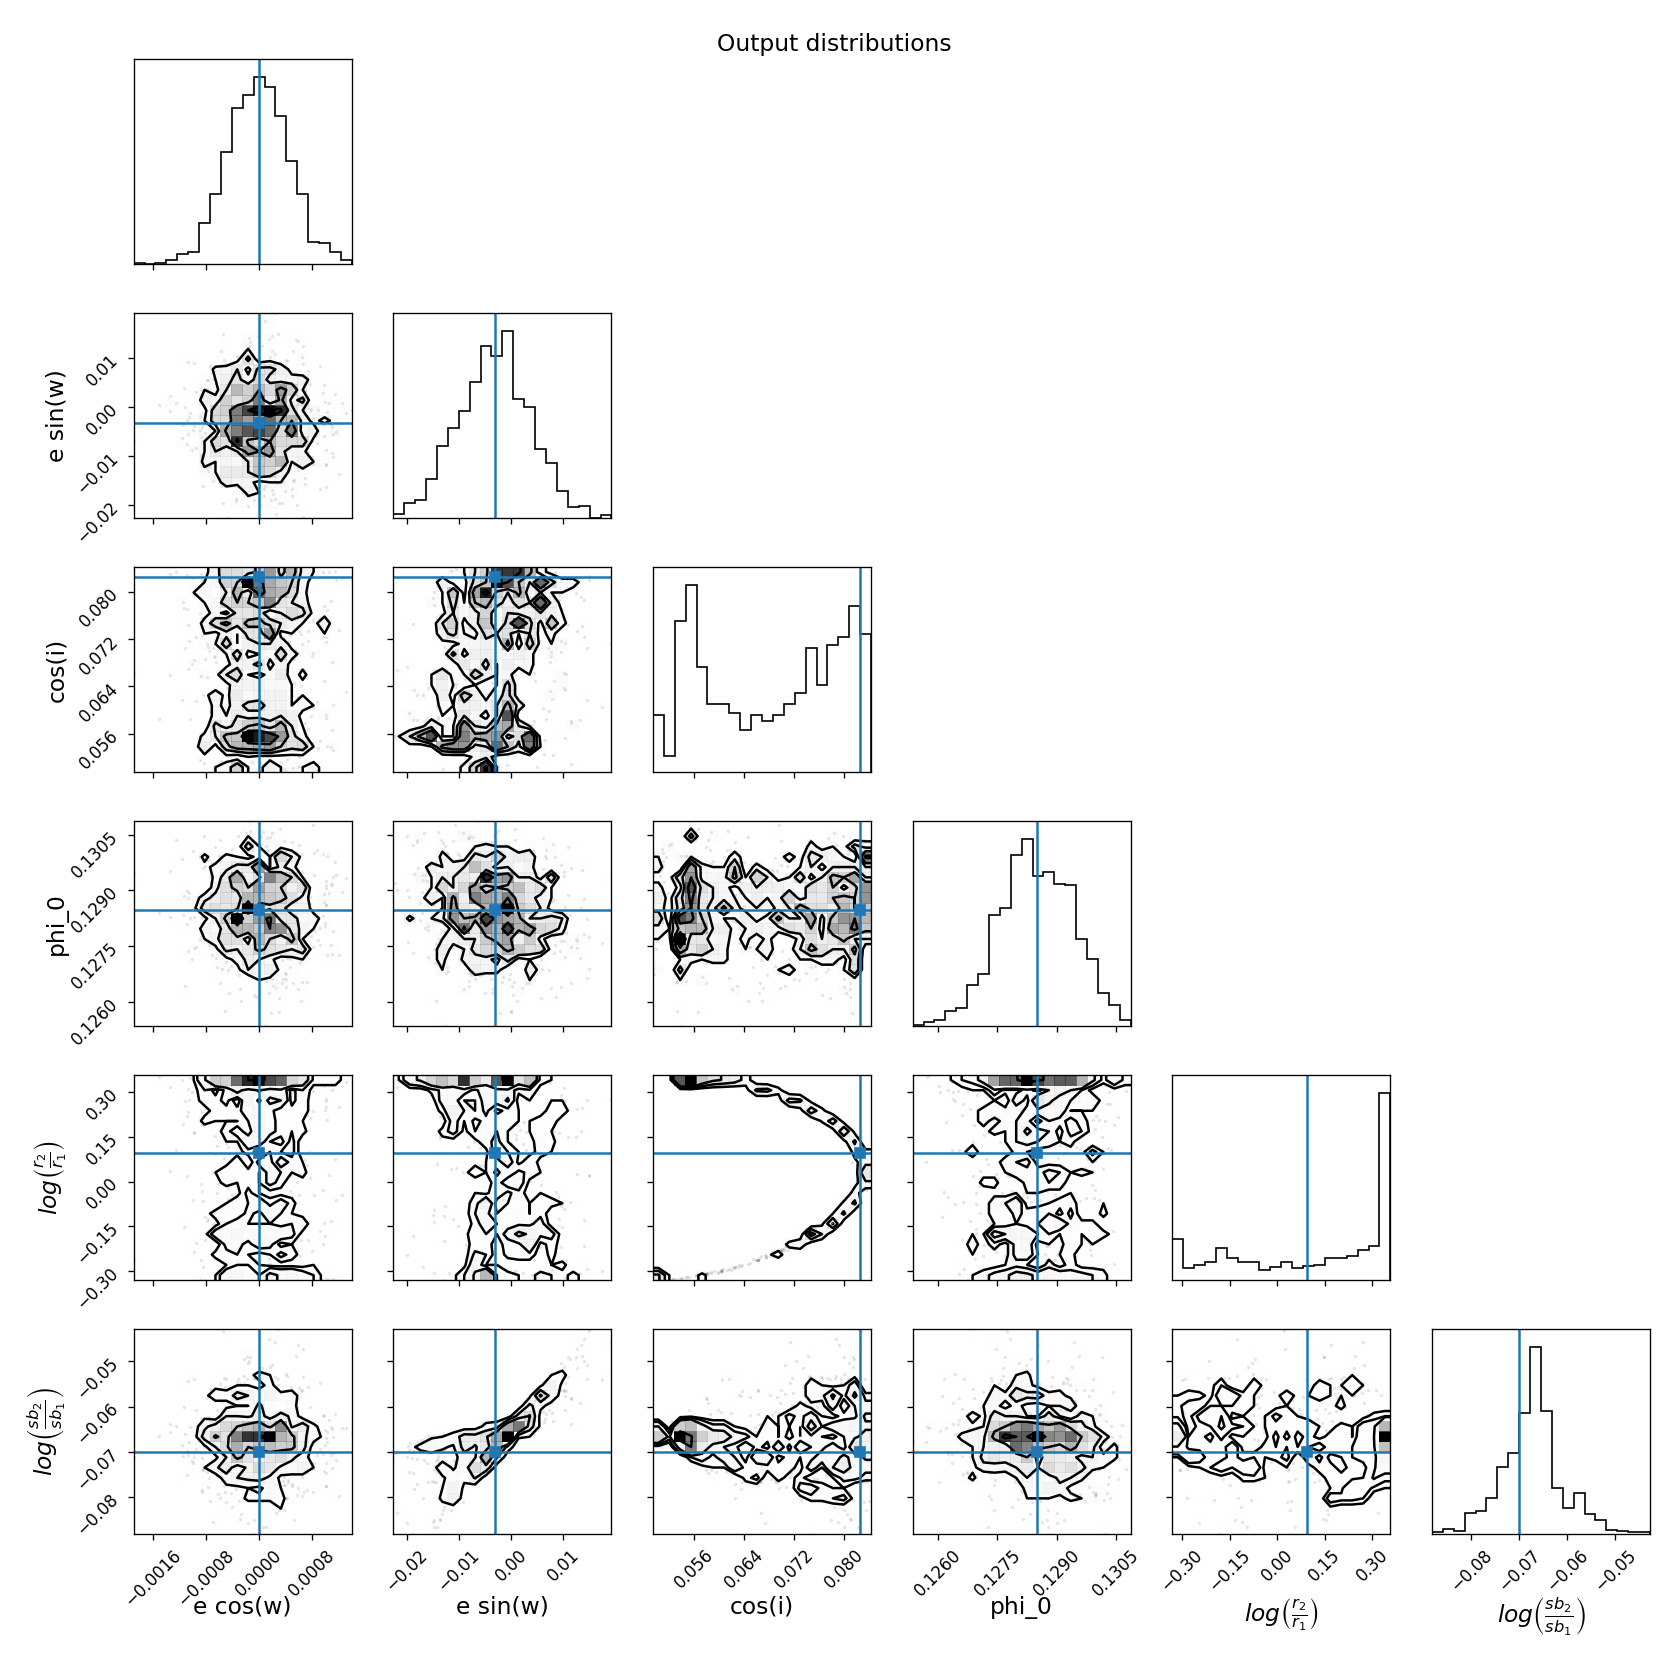 Output distributions
e sin(w)
0.01
0.00
−0.01
−0.02
cos(i)
0.080
0.072
0.064
0.056
phi_0
0.1305
0.1290
0.1275
0.1260
log(r2/r1)
0.30
0.15
0.00
−0.15
−0.30
log(sb2/sb1)
−0.05
−0.06
−0.07
−0.08
−0.0016 −0.0008 0.0000 0.0008
−0.02 −0.01 0.00 0.01
0.056 0.064 0.072 0.080
0.1260 0.1275 0.1290 0.1305
−0.30 −0.15 0.00 0.15 0.30
−0.08 −0.07 −0.06 −0.05
e cos(w)
e sin(w)
cos(i)
phi_0
log(r2/r1)
log(sb2/sb1)